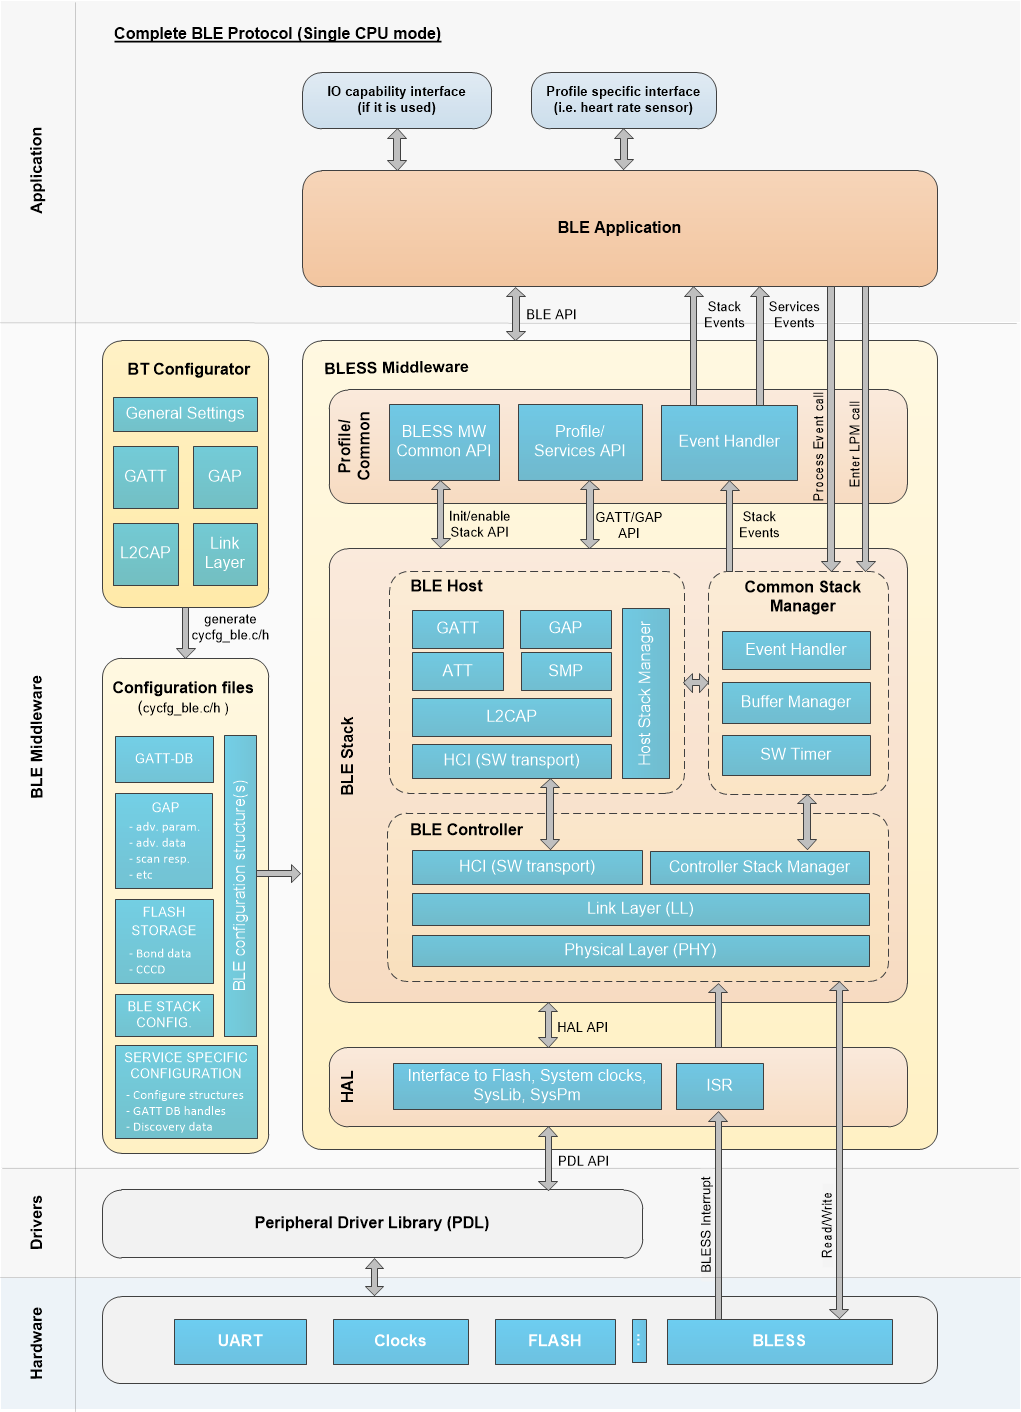 Complete BLE Protocol (Single CPU mode)
Application
IO capability interface
(if it is used)
Profile specific interface
(i.e. heart rate sensor)
BLE Application
BLE API
Stack
Events
Services
Events
Process Event call
Enter LPM call
BLE Middleware
BT Configurator
General Settings
GATT
GAP
L2CAP
Link
Layer
generate
cycfg_ble.c/h
Configuration files
(cycfg_ble.c/h )
GATT-DB
GAP
- adv. param.
- adv. data
- scan resp.
- etc
FLASH
STORAGE
- Bond data
- CCCD
BLE STACK
CONFIG.
BLE configuration structure(s)
SERVICE SPECIFIC
CONFIGURATION
- Configure structures
- GATT DB handles
- Discovery data
BLESS Middleware
Profile/
Common
BLESS MW
Common API
Profile/
Services API
Event Handler
Init/enable
Stack API
GATT/GAP
API
Stack
Events
BLE Stack
BLE Host
GATT
GAP
ATT
SMP
L2CAP
HCI (SW transport)
Host Stack Manager
Common Stack
Manager
Event Handler
Buffer Manager
SW Timer
BLE Controller
HCI (SW transport)
Controller Stack Manager
Link Layer (LL)
Physical Layer (PHY)
HAL API
HAL
Interface to Flash, System clocks,
SysLib, SysPm
ISR
PDL API
BLESS Interrupt
Read/Write
Drivers
Peripheral Driver Library (PDL)
Hardware
UART
Clocks
FLASH
...
BLESS